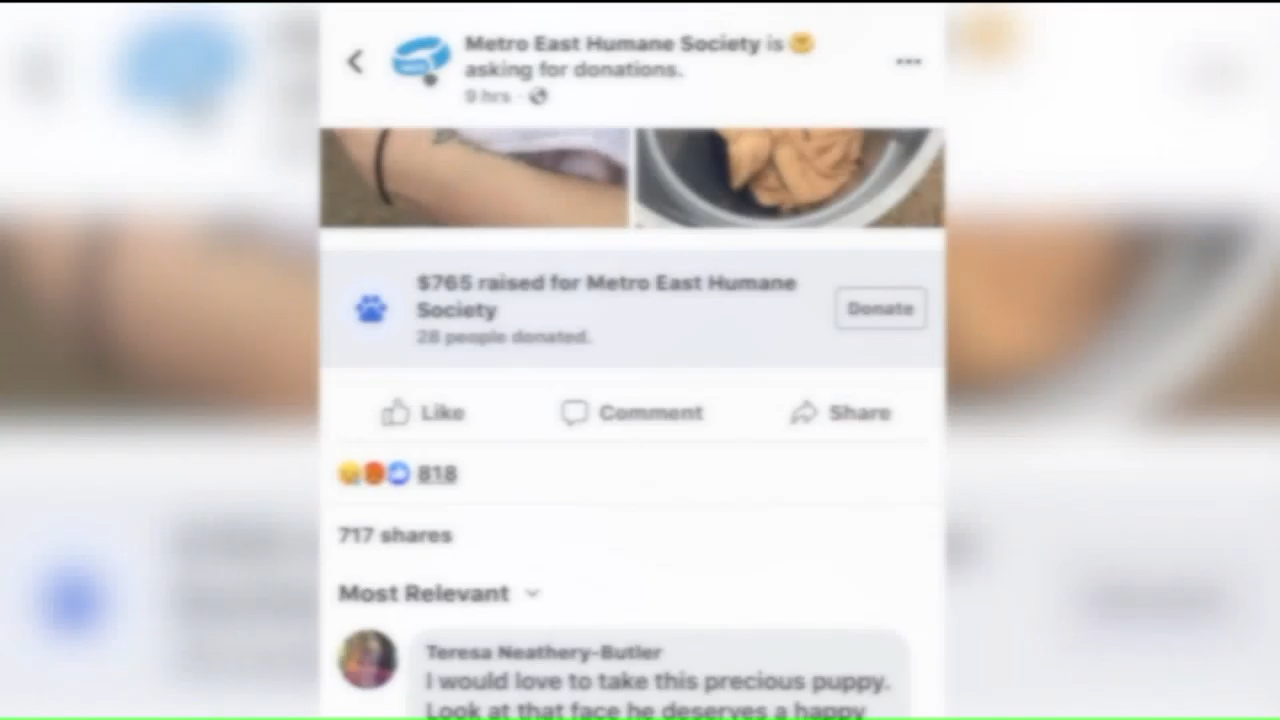 Metro East Humane Society is
asking for donations.
9 hrs ·
$765 raised for Metro East Humane
Society
28 people donated.
Donate
Like
Comment
Share
818
717 shares
Most Relevant
Teresa Neathery-Butler
I would love to take this precious puppy.
Look at that face he deserves a happy